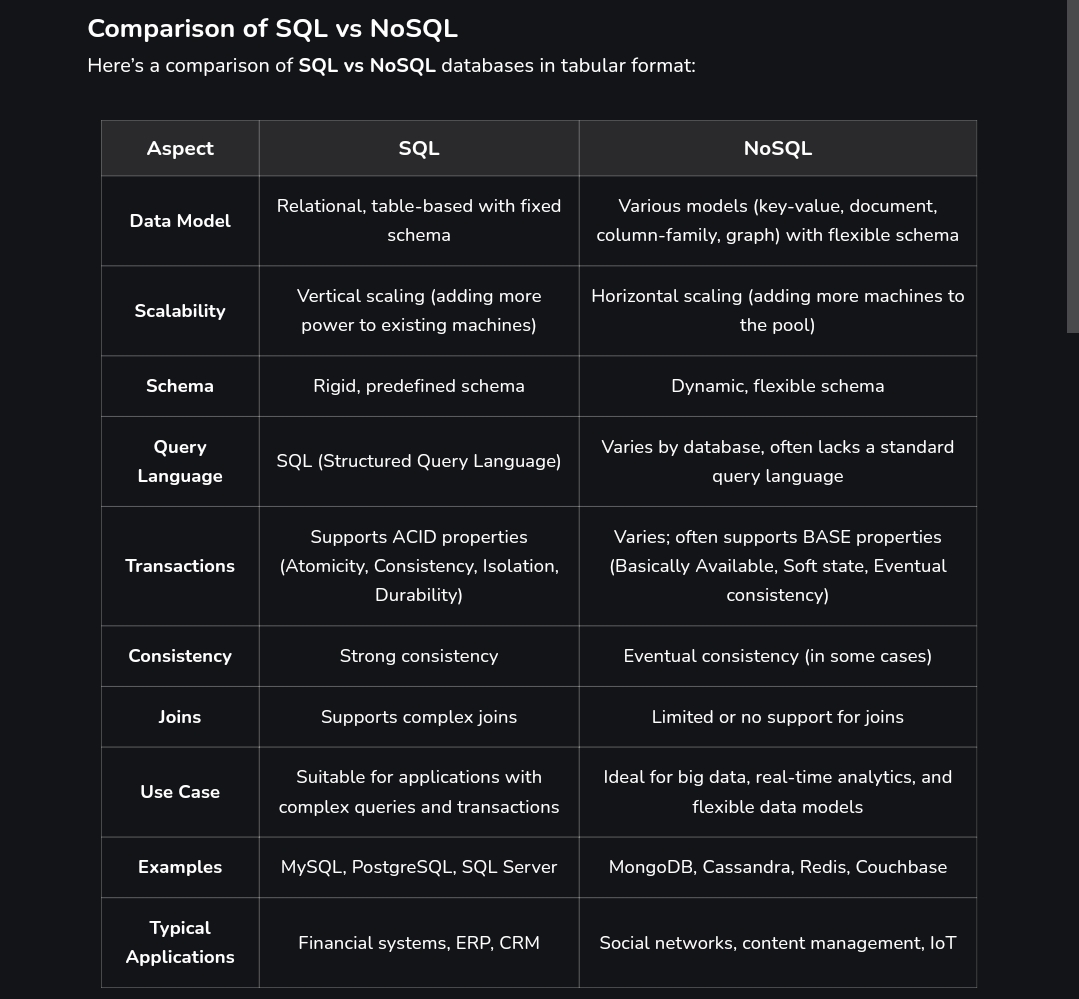 Comparison of SQL vs NoSQL
Here’s a comparison of SQL vs NoSQL databases in tabular format:
Aspect SQL NoSQL
Data Model
Relational, table-based with fixed
schema
Various models (key-value, document,
column-family, graph) with flexible schema
Scalability
Vertical scaling (adding more
power to existing machines)
Horizontal scaling (adding more machines to
the pool)
Schema Rigid, predefined schema Dynamic, flexible schema
Query
Language
SQL (Structured Query Language)
Varies by database, often lacks a standard
query language
Transactions
Supports ACID properties
(Atomicity, Consistency, Isolation,
Durability)
Varies; often supports BASE properties
(Basically Available, Soft state, Eventual
consistency)
Consistency Strong consistency Eventual consistency (in some cases)
Joins Supports complex joins Limited or no support for joins
Use Case
Suitable for applications with
complex queries and transactions
Ideal for big data, real-time analytics, and
flexible data models
Examples MySQL, PostgreSQL, SQL Server MongoDB, Cassandra, Redis, Couchbase
Typical
Applications
Financial systems, ERP, CRM
Social networks, content management, IoT